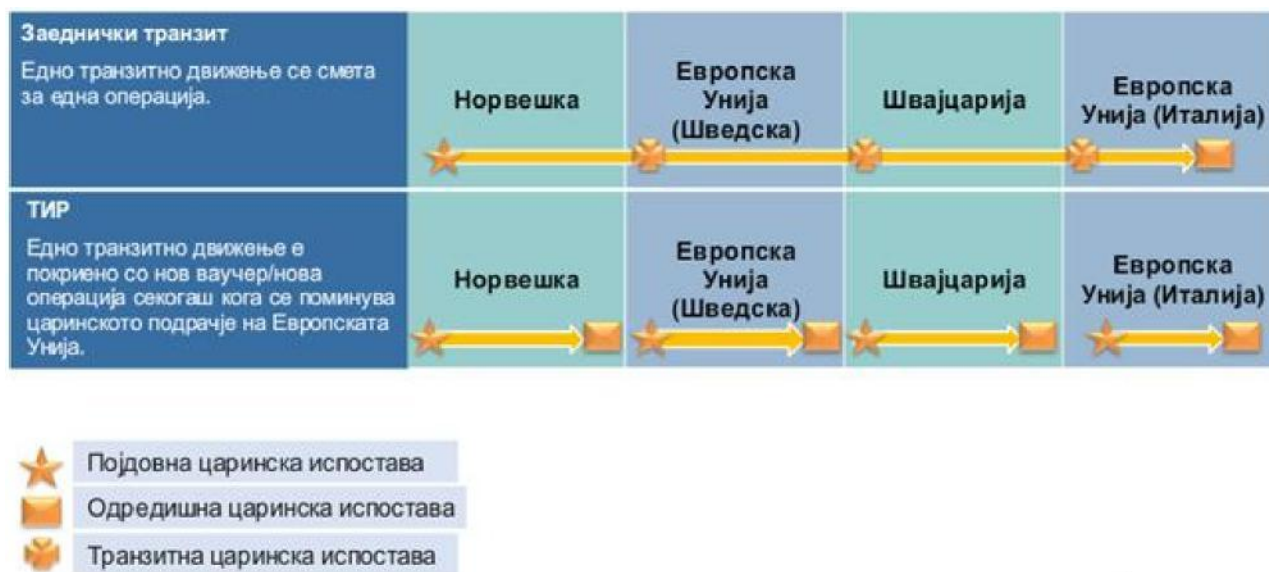 Заеднички транзит
Едно транзитно движење се смета
за една операција.
Норвешка
Европска
Унија
(Шведска)
Швајцарија
Европска
Унија (Италија)
ТИР
Едно транзитно движење е
покриено со нов ваучер/нова
операција секогаш кога се поминува
царинското подрачје на Европската
Унија.
Норвешка
Европска
Унија
(Шведска)
Швајцарија
Европска
Унија (Италија)
Појдовна царинска испостава
Одредишна царинска испостава
Транзитна царинска испостава